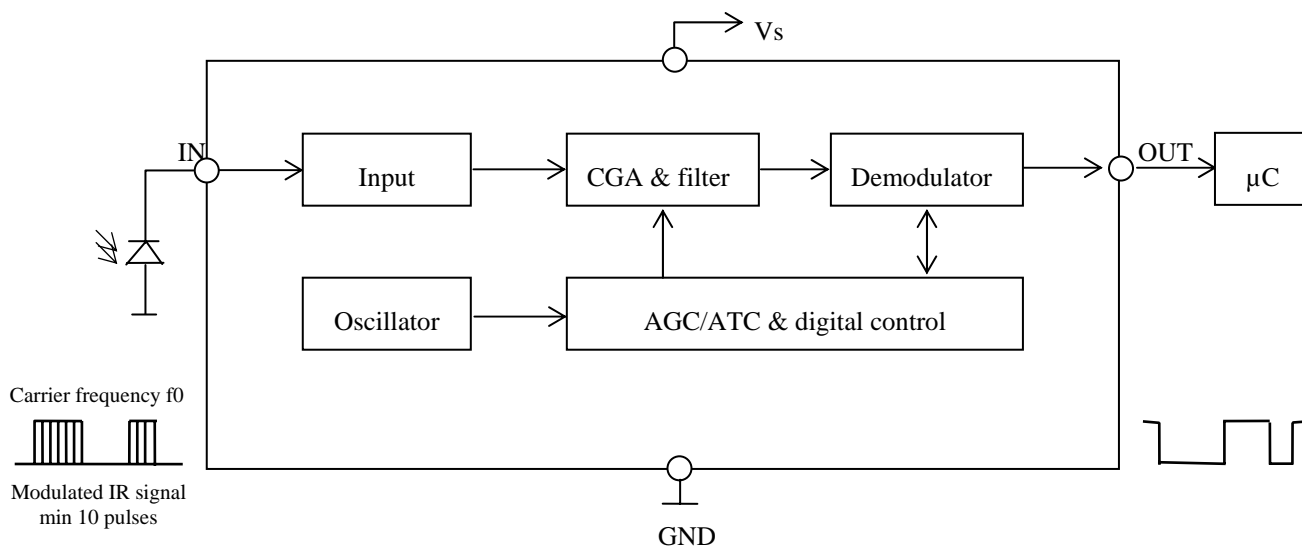 Vs
IN
Input
CGA & filter
Demodulator
OUT
µC
Oscillator
AGC/ATC & digital control
Carrier frequency f0
Modulated IR signal
min 10 pulses
GND